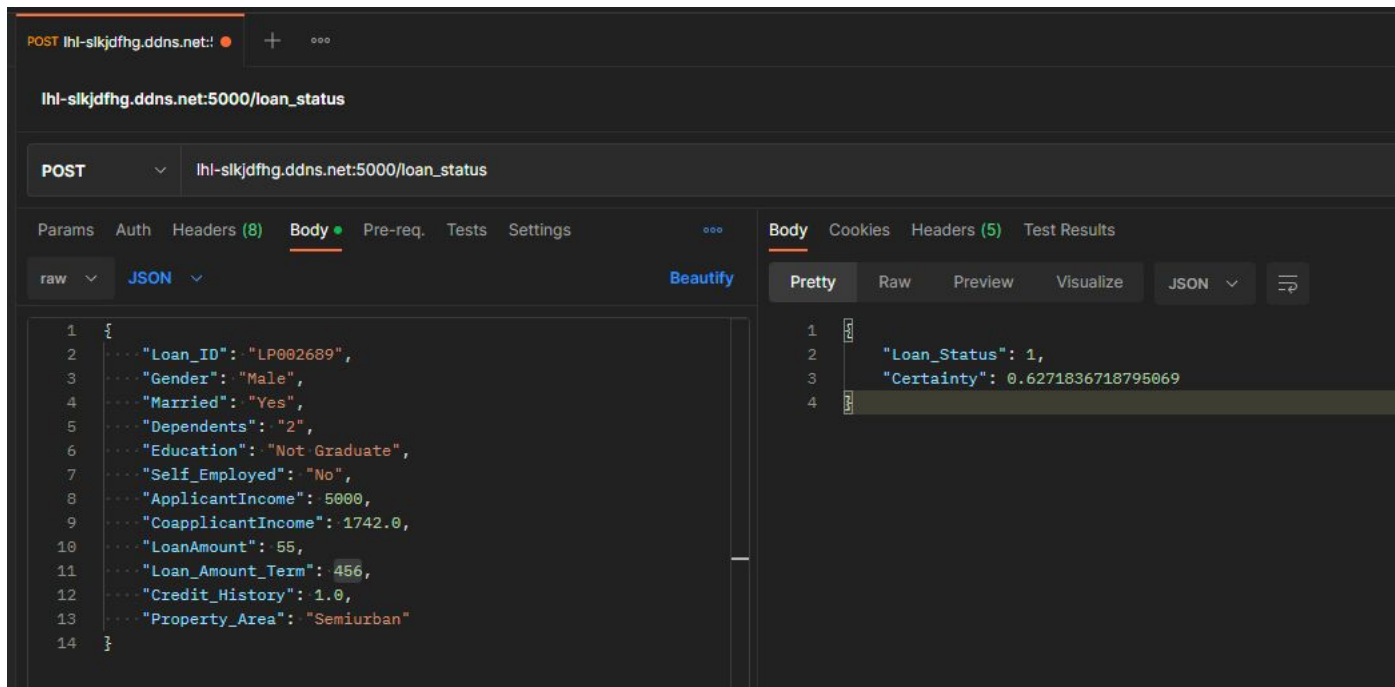 POST lhl-slkjdfhg.ddns.net:!
lhl-slkjdfhg.ddns.net:5000/loan_status
POST lhl-slkjdfhg.ddns.net:5000/loan_status
Params Auth Headers (8) Body Pre-req. Tests Settings
raw JSON Beautify
1 {
2 "Loan_ID": "LP002689",
3 "Gender": "Male",
4 "Married": "Yes",
5 "Dependents": "2",
6 "Education": "Not Graduate",
7 "Self_Employed": "No",
8 "ApplicantIncome": 5000,
9 "CoapplicantIncome": 1742.0,
10 "LoanAmount": 55,
11 "Loan_Amount_Term": 456,
12 "Credit_History": 1.0,
13 "Property_Area": "Semiurban"
14 }
Body Cookies Headers (5) Test Results
Pretty Raw Preview Visualize JSON
1 {
2 "Loan_Status": 1,
3 "Certainty": 0.6271836718795069
4 }